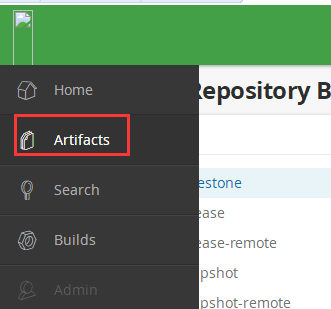 Home
Repository B
Artifacts
estone
Search
ease
ease-remote
Builds
pshot
Admin
pshot-remote